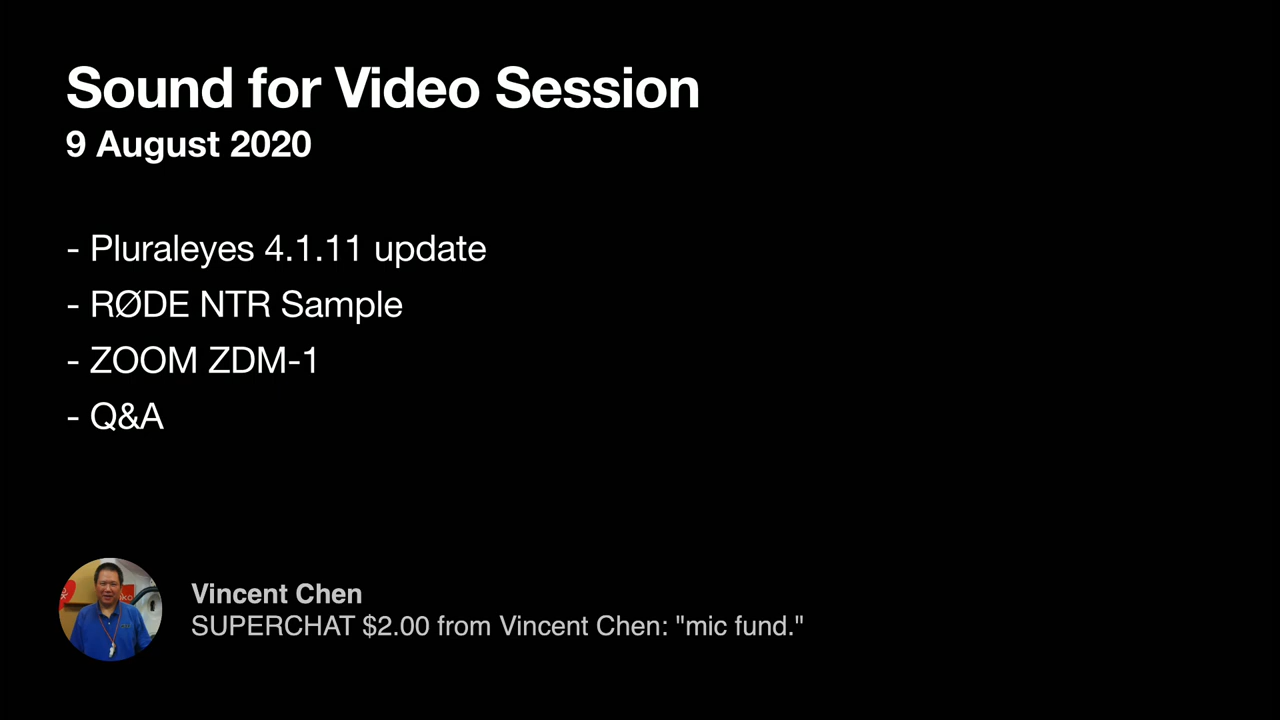 Sound for Video Session
9 August 2020
- Pluraleyes 4.1.11 update
- RØDE NTR Sample
- ZOOM ZDM-1
- Q&A
Vincent Chen
SUPERCHAT $2.00 from Vincent Chen: "mic fund."